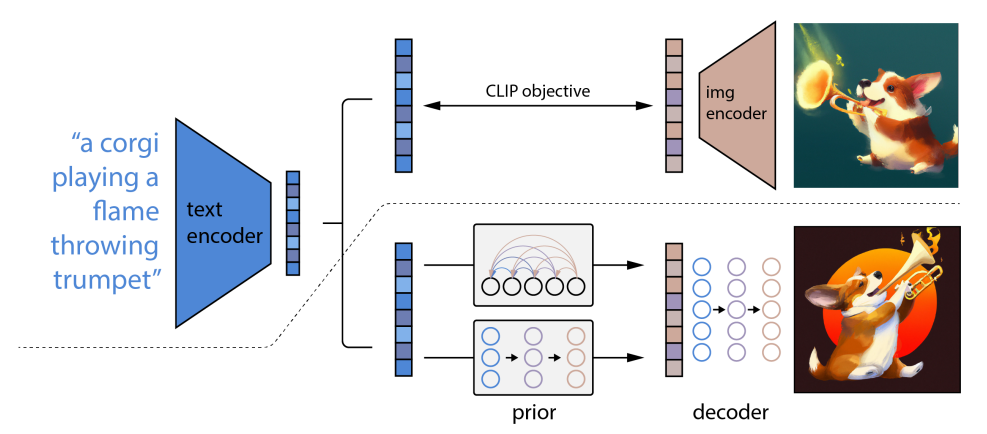 “a corgi
playing a
flame
throwing
trumpet”
text
encoder
CLIP objective
img
encoder
prior
decoder